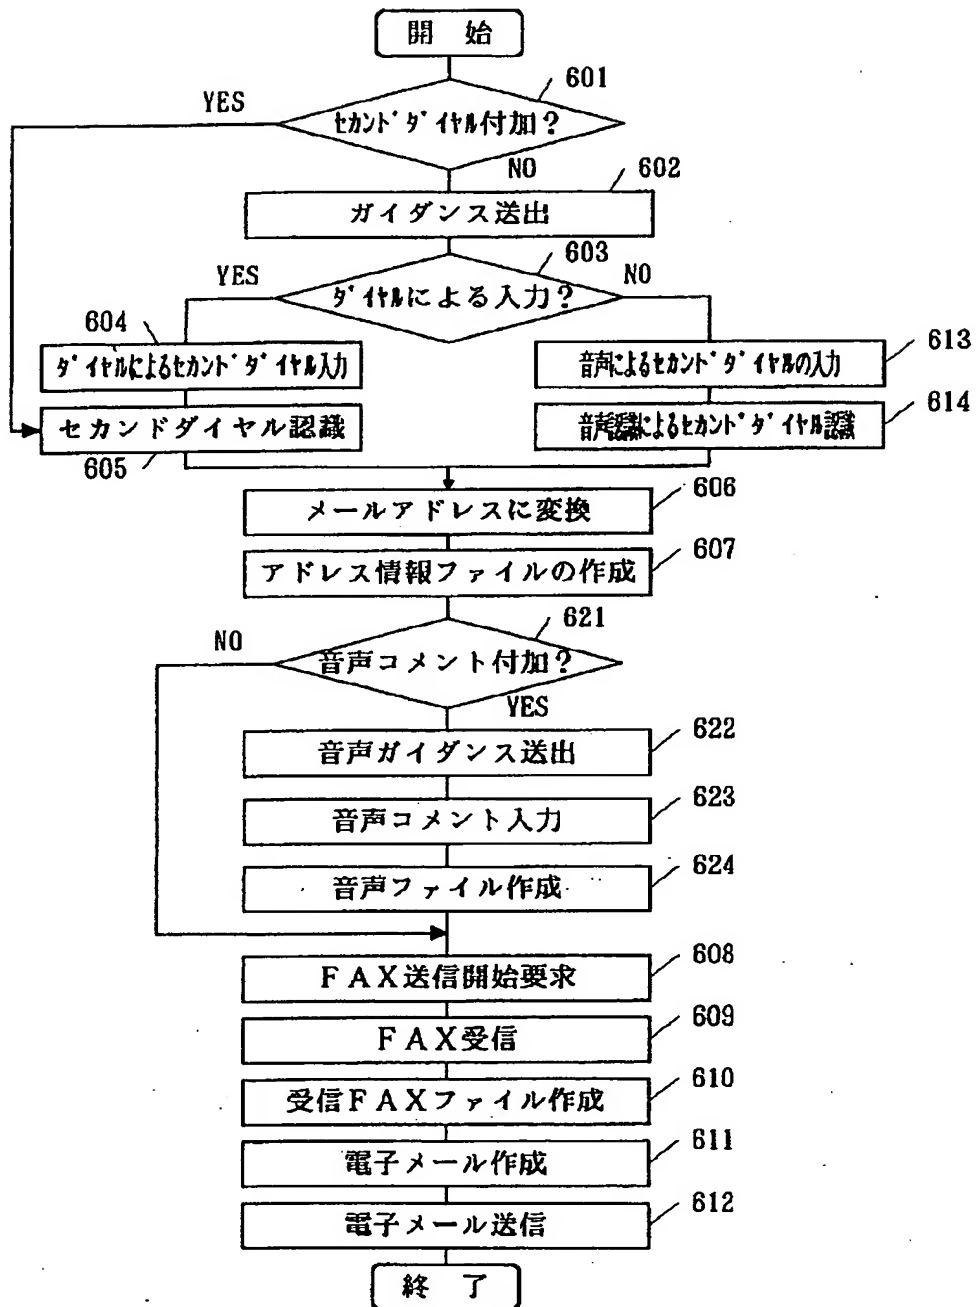 開 始
601
YES
セカンドダイヤル付加?
NO
602
ガイダンス送出
603
YES
NO
ダイヤルによる入力?
604
613
ダイヤルによるセカンドダイヤル入力
音声によるセカンドダイヤルの入力
614
セカンドダイヤル認識
音声認識によるセカンドダイヤル認識
605
606
メールアドレスに変換
607
アドレス情報ファイルの作成
621
NO
音声コメント付加?
YES
622
音声ガイダンス送出
623
音声コメント入力
624
音声ファイル作成
608
FAX送信開始要求
609
FAX受信
610
受信FAXファイル作成
611
電子メール作成
612
電子メール送信
終 了